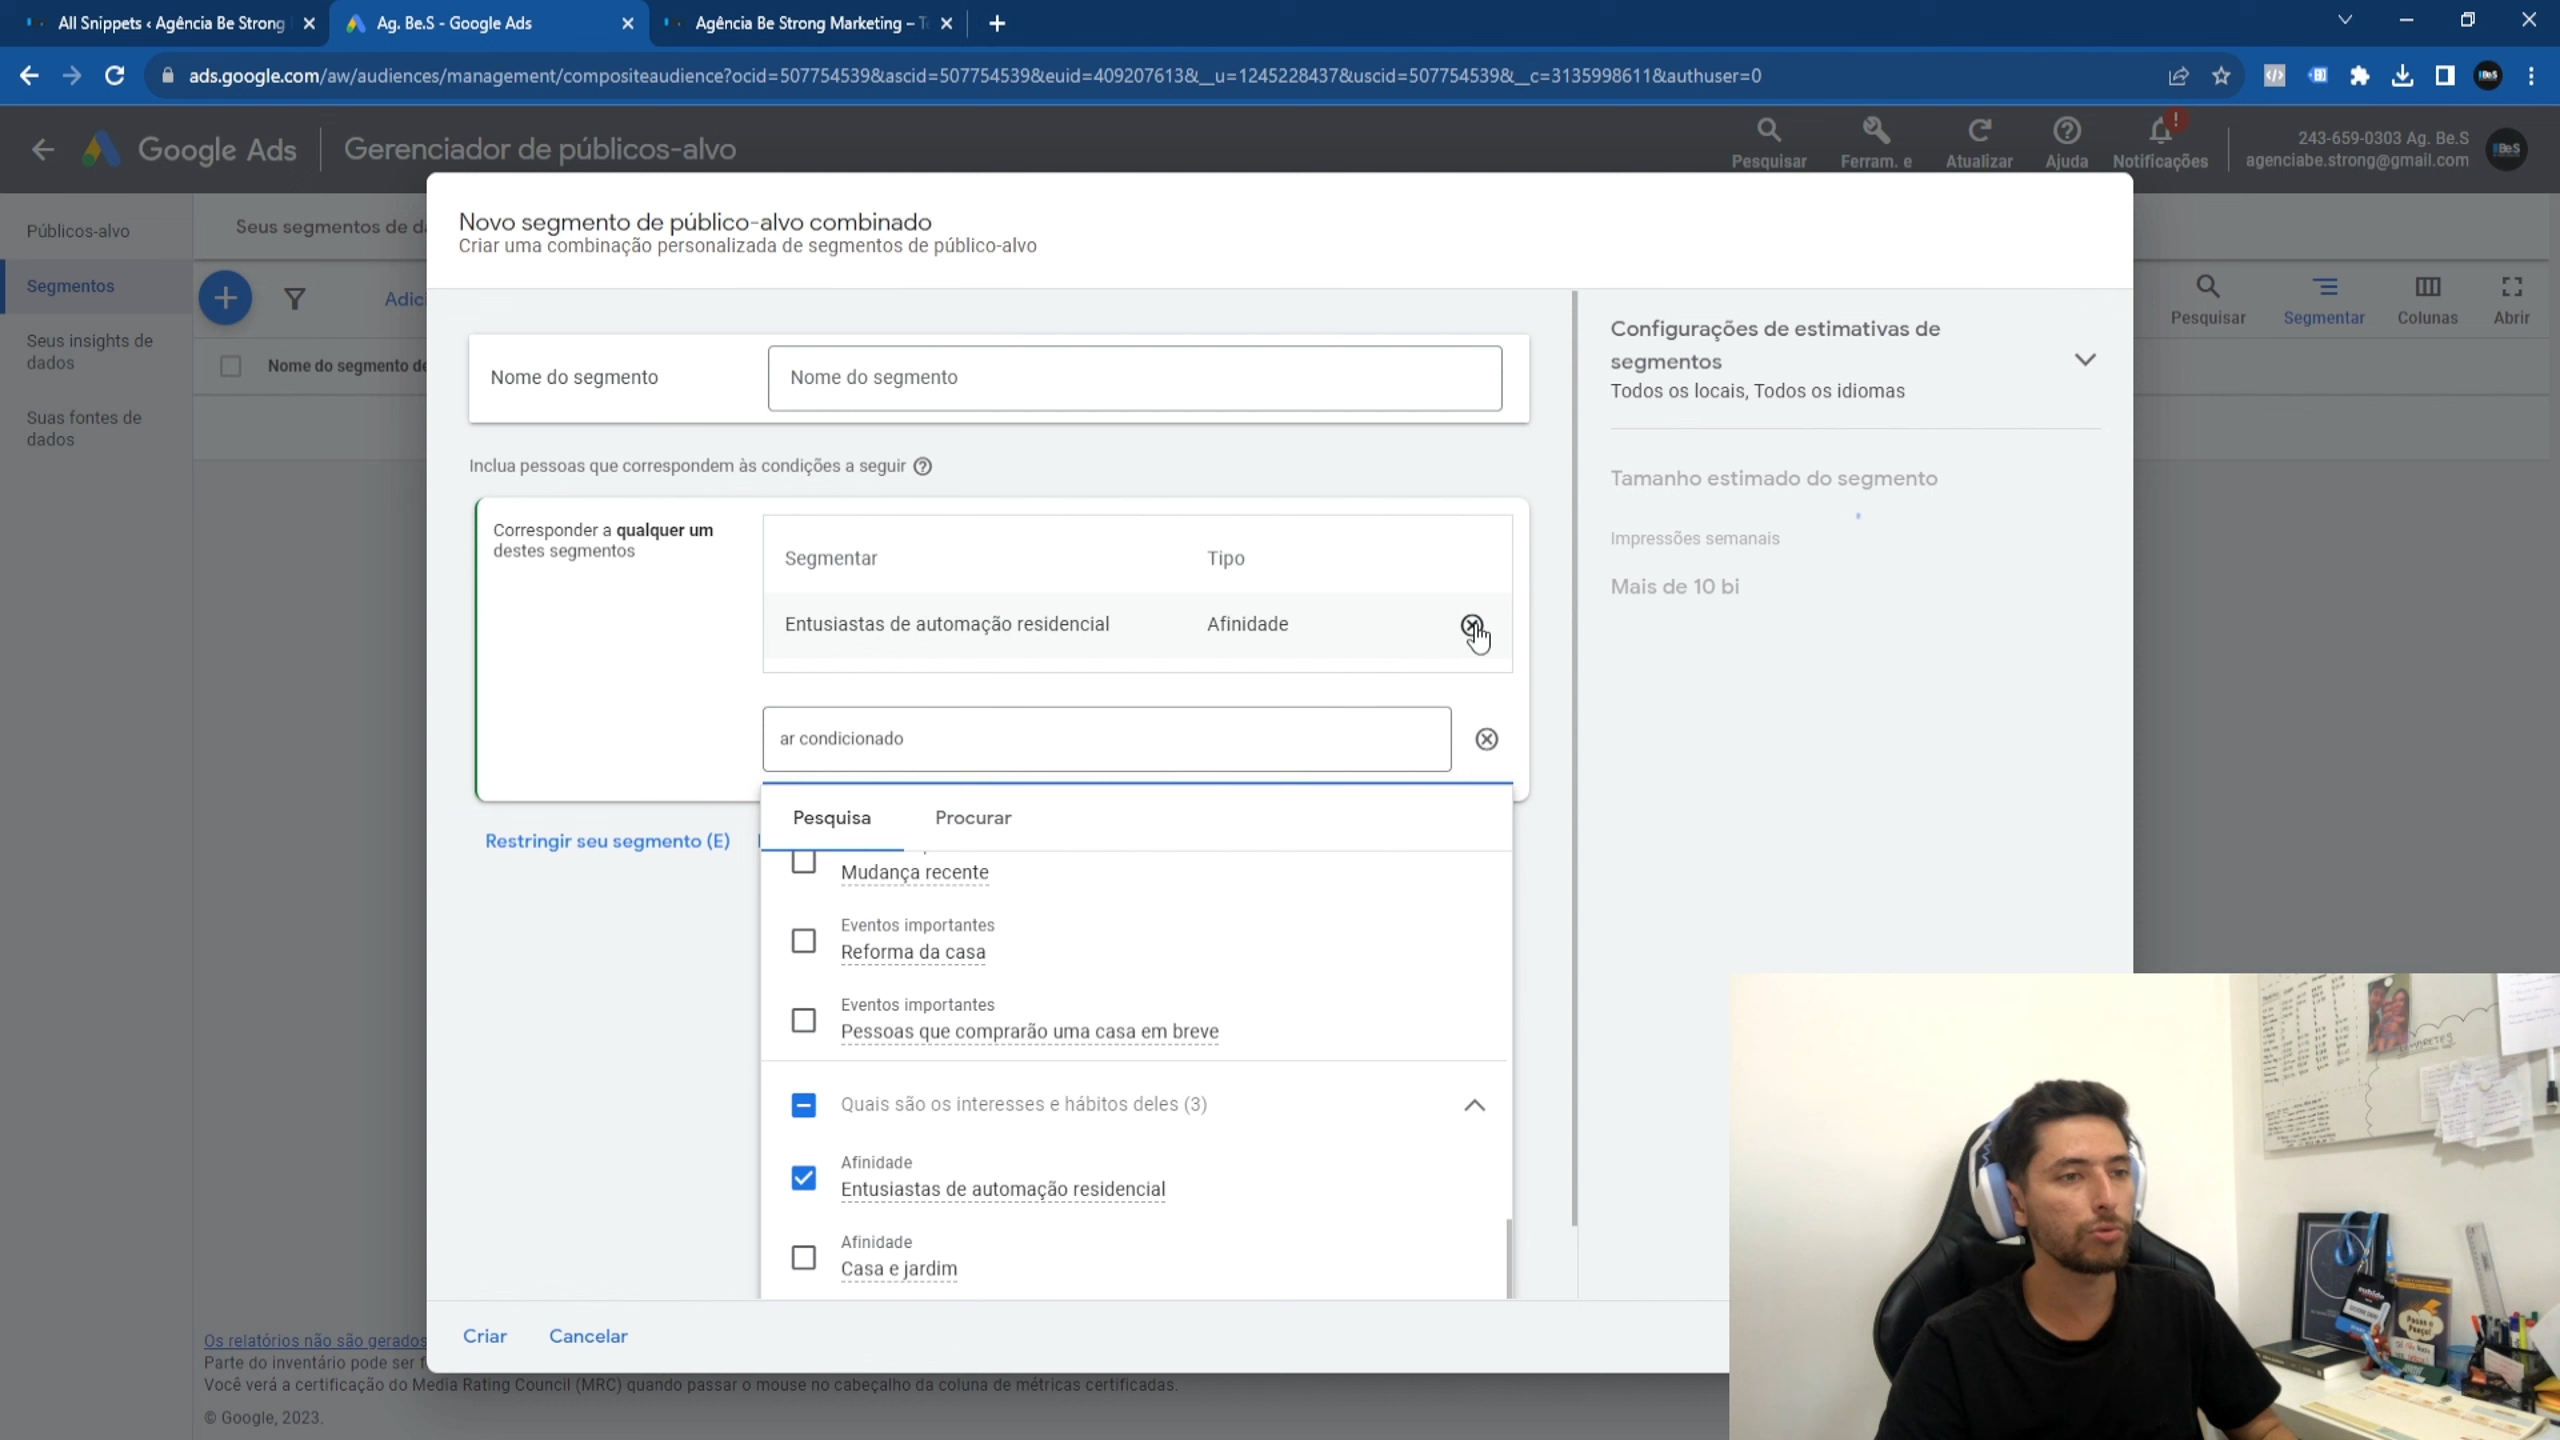 All Snippets ‹ Agência Be Strong
Ag. Be.S - Google Ads
Agência Be Strong Marketing – T
ads.google.com/aw/audiences/management/compositeaudience?ocid=507754539&ascid=507754539&euid=409207613&__u=1245228437&uscid=507754539&__c=3135998611&authuser=0
Google Ads
Gerenciador de públicos-alvo
Pesquisar
Ferram. e
Atualizar
Ajuda
Notificações
243-659-0303 Ag. Be.S
agenciabe.strong@gmail.com
Públicos-alvo
Segmentos
Seus insights de
dados
Suas fontes de
dados
Seus segmentos de d
Adici
Nome do segmento de
Pesquisar
Segmentar
Colunas
Abrir
Novo segmento de público-alvo combinado
Criar uma combinação personalizada de segmentos de público-alvo
Nome do segmento
Nome do segmento
Inclua pessoas que correspondem às condições a seguir
Corresponder a qualquer um
destes segmentos
Segmentar
Tipo
Entusiastas de automação residencial
Afinidade
ar condicionado
Restringir seu segmento (E)
Pesquisa
Procurar
Mudança recente
Eventos importantes
Reforma da casa
Eventos importantes
Pessoas que comprarão uma casa em breve
Quais são os interesses e hábitos deles (3)
Afinidade
Entusiastas de automação residencial
Afinidade
Casa e jardim
Criar
Cancelar
Configurações de estimativas de
segmentos
Todos os locais, Todos os idiomas
Tamanho estimado do segmento
Impressões semanais
Mais de 10 bi
Os relatórios não são gerados
Parte do inventário pode ser f
Você verá a certificação do Media Rating Council (MRC) quando passar o mouse no cabeçalho da coluna de métricas certificadas.
© Google, 2023.